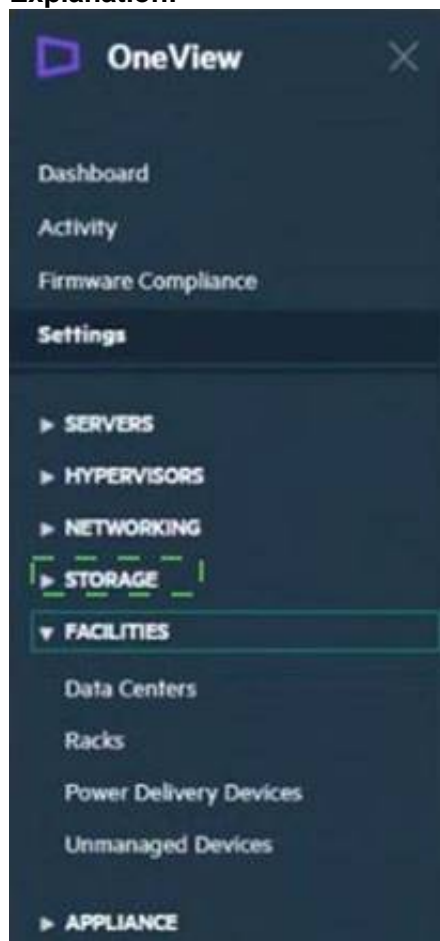 Explanation:
OneView
Dashboard
Activity
Firmware Compliance
Settings
SERVERS
HYPERVISORS
NETWORKING
STORAGE
FACILITIES
Data Centers
Racks
Power Delivery Devices
Unmanaged Devices
APPLIANCE